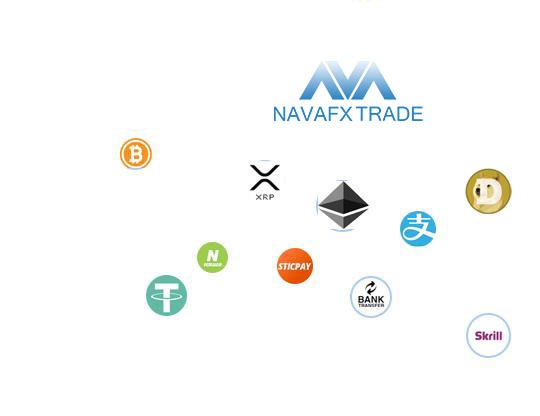 NAVAFX TRADE
XRP
N
STICPAY
BANK
TRANSFER
Skrill